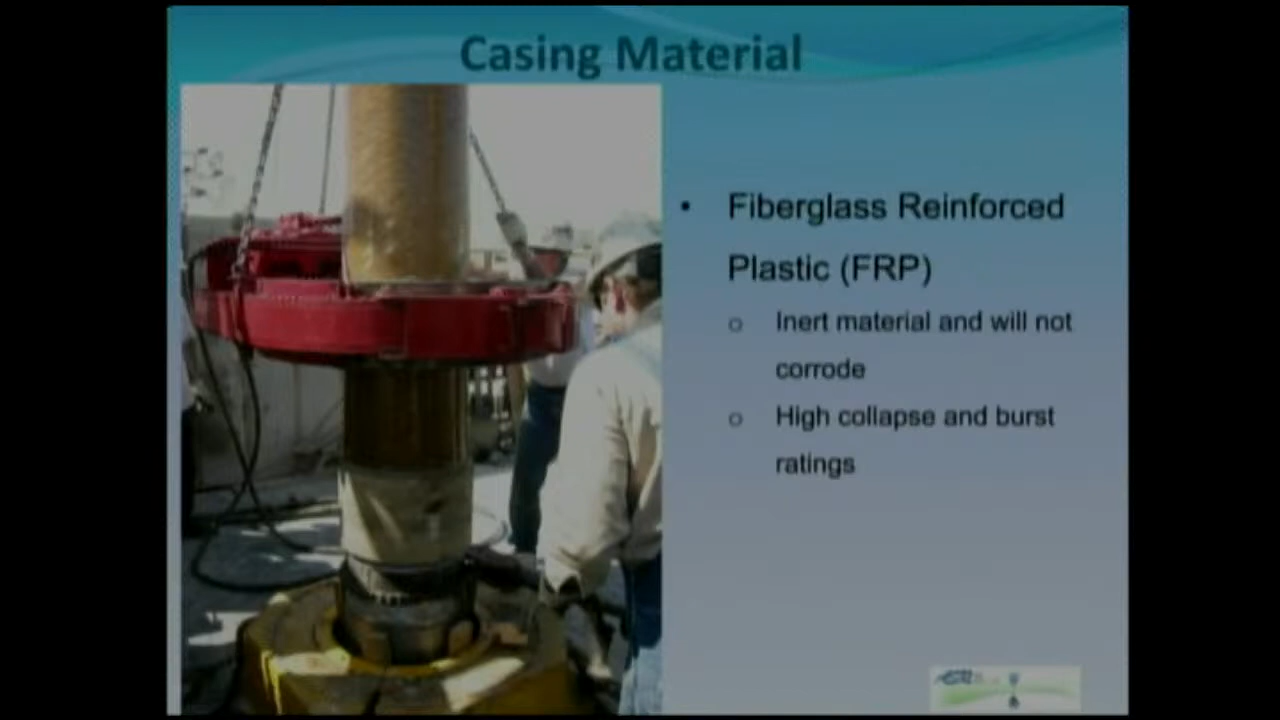 Casing Material
• Fiberglass Reinforced
Plastic (FRP)
o Inert material and will not
corrode
o High collapse and burst
ratings